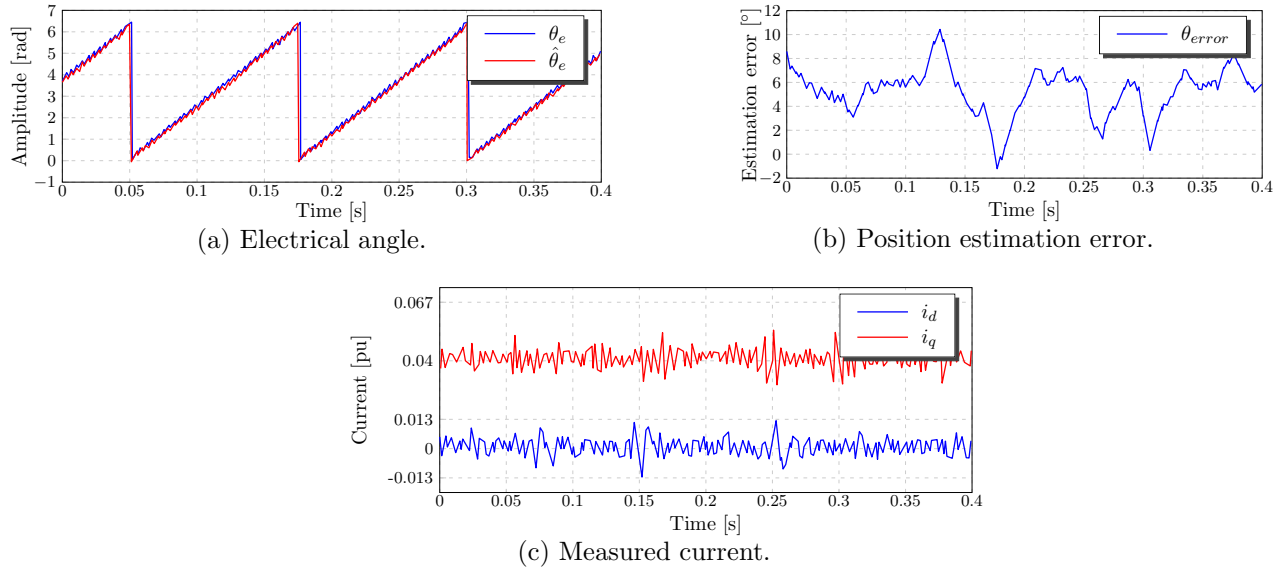 7
6
5
4
3
2
1
0
−1
Amplitude [rad]
0 0.05 0.1 0.15 0.2 0.25 0.3 0.35 0.4
Time [s]
θe
θ̂e
(a) Electrical angle.
12
10
8
6
4
2
0
−2
Estimation error [°]
0 0.05 0.1 0.15 0.2 0.25 0.3 0.35 0.4
Time [s]
θerror
(b) Position estimation error.
0.067
0.04
0.013
0
-0.013
Current [pu]
0 0.05 0.1 0.15 0.2 0.25 0.3 0.35 0.4
Time [s]
id
iq
(c) Measured current.